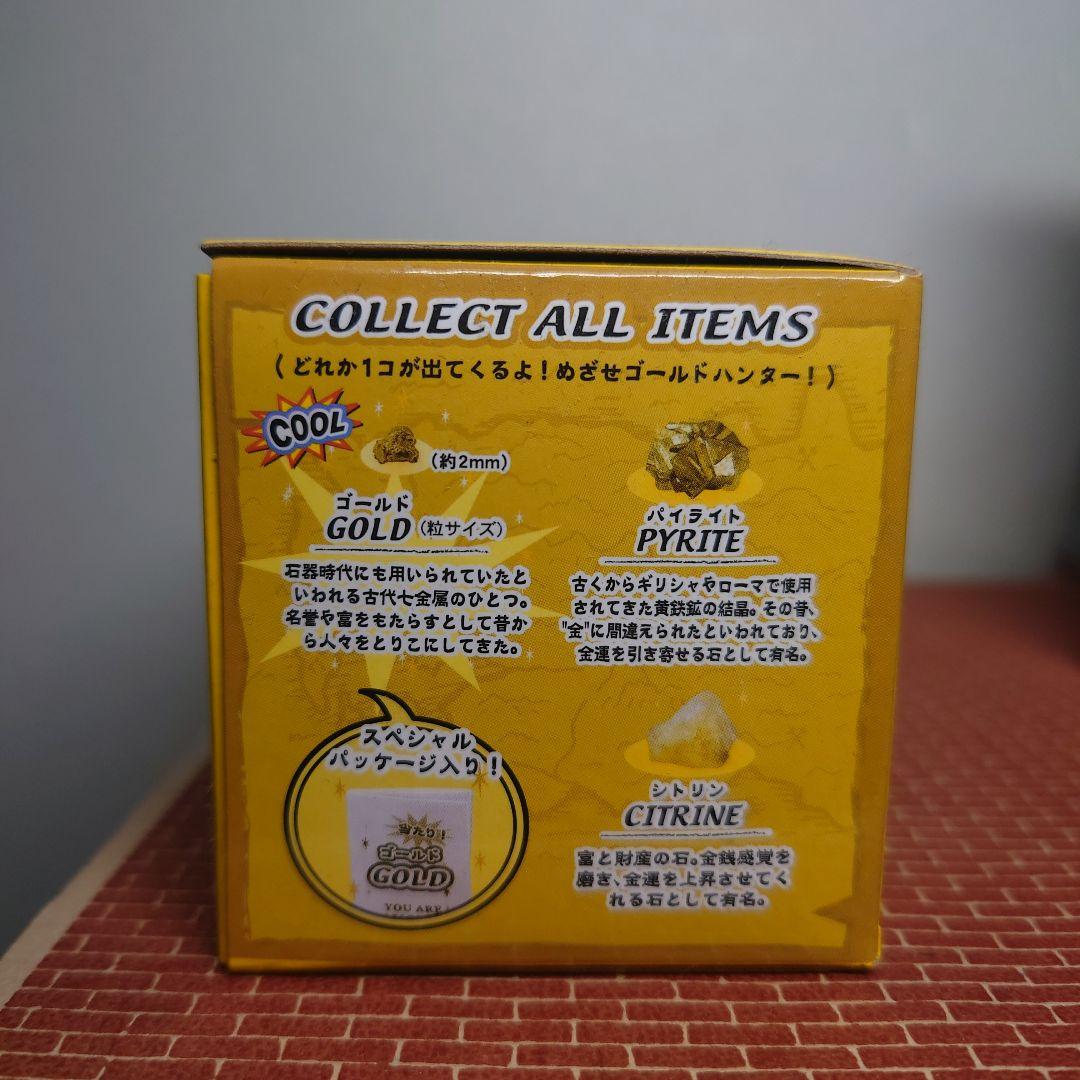 COLLECT ALL ITEMS
(どれか1コが出てくるよ!めざせゴールドハンター!)
COOL
(約2mm)
ゴールド
GOLD(粒サイズ)
石器時代にも用いられていたと
いわれる古代七金属のひとつ。
名誉や富をもたらすとして昔か
ら人々をとりこにしてきた。
パイライト
PYRITE
古くからギリシャやローマで使用
されてきた黄鉄鉱の結晶。その昔、
"金"に間違えられたといわれており、
金運を引き寄せる石として有名。
スペシャル
パッケージ入り!
当たり!
ゴールド
GOLD
YOU ARE
シトリン
CITRINE
富と財産の石。金銭感覚を
磨き、金運を上昇させてく
れる石として有名。